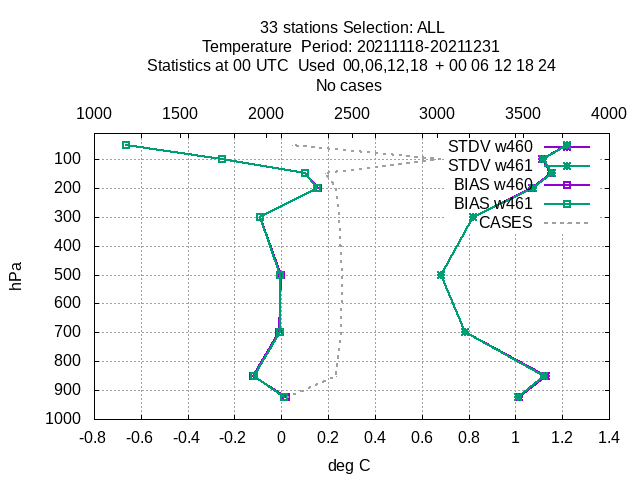 33 stations Selection: ALL
Temperature  Period: 20211118-20211231
Statistics at 00 UTC  Used  00,06,12,18  + 00 06 12 18 24
No cases
1000 1500 2000 2500 3000 3500 4000
STDV w460
STDV w461
BIAS w460
BIAS w461
CASES
100
200
300
400
500
600
700
800
900
1000
hPa
-0.8 -0.6 -0.4 -0.2 0 0.2 0.4 0.6 0.8 1 1.2 1.4
deg C